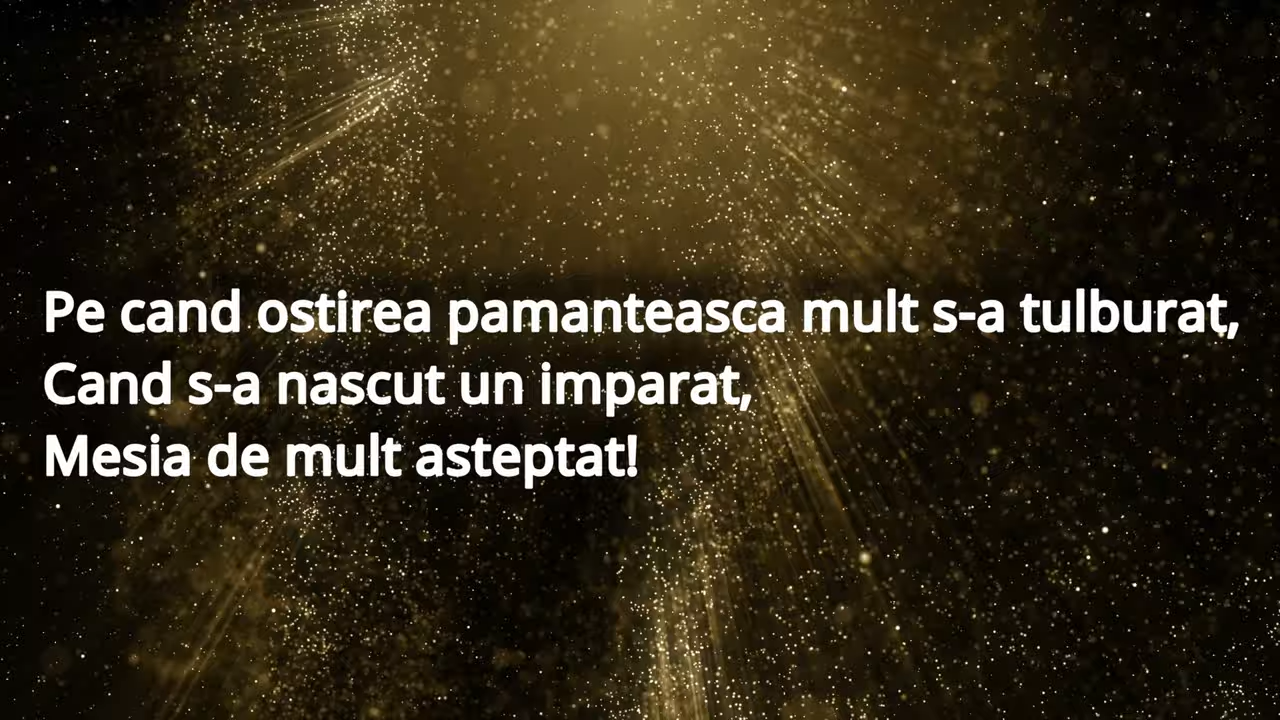 Pe cand ostirea pamanteasca mult s-a tulburat,
Cand s-a nascut un imparat,
Mesia de mult asteptat!